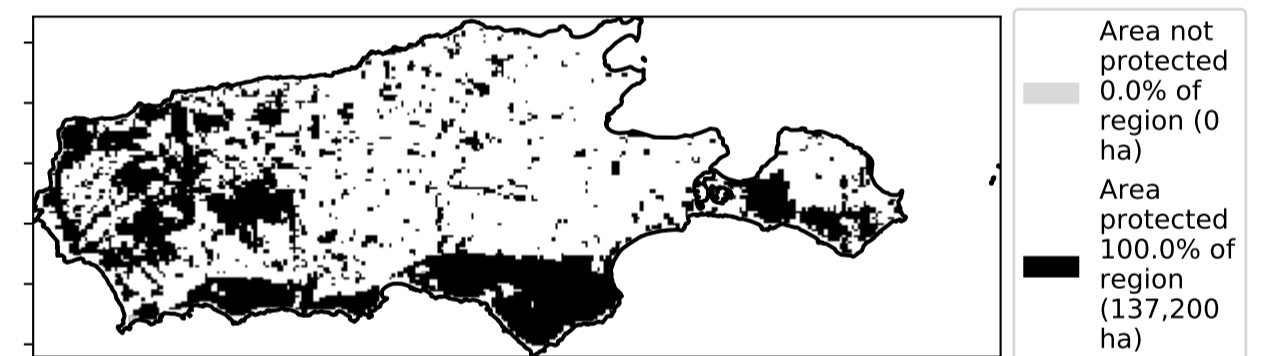 Area not
protected
0.0% of
region (0
ha)
Area
protected
100.0% of
region
(137,200
ha)